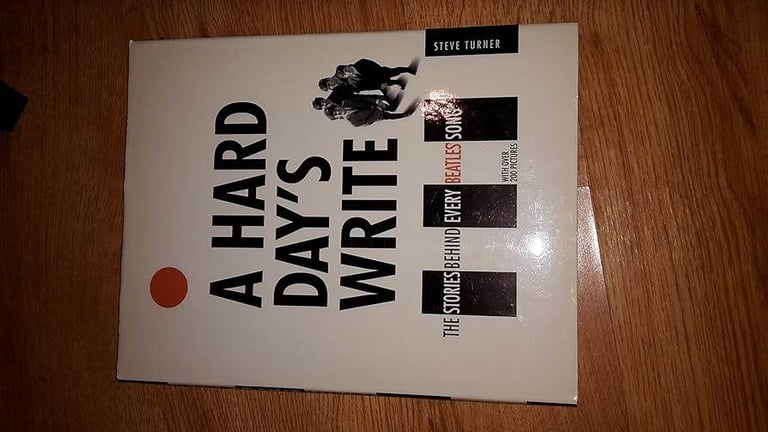 A HARD
DAY'S
WRITE
THE STORIES BEHIND EVERY BEATLES SONG
WITH OVER
200 PICTURES
STEVE TURNER